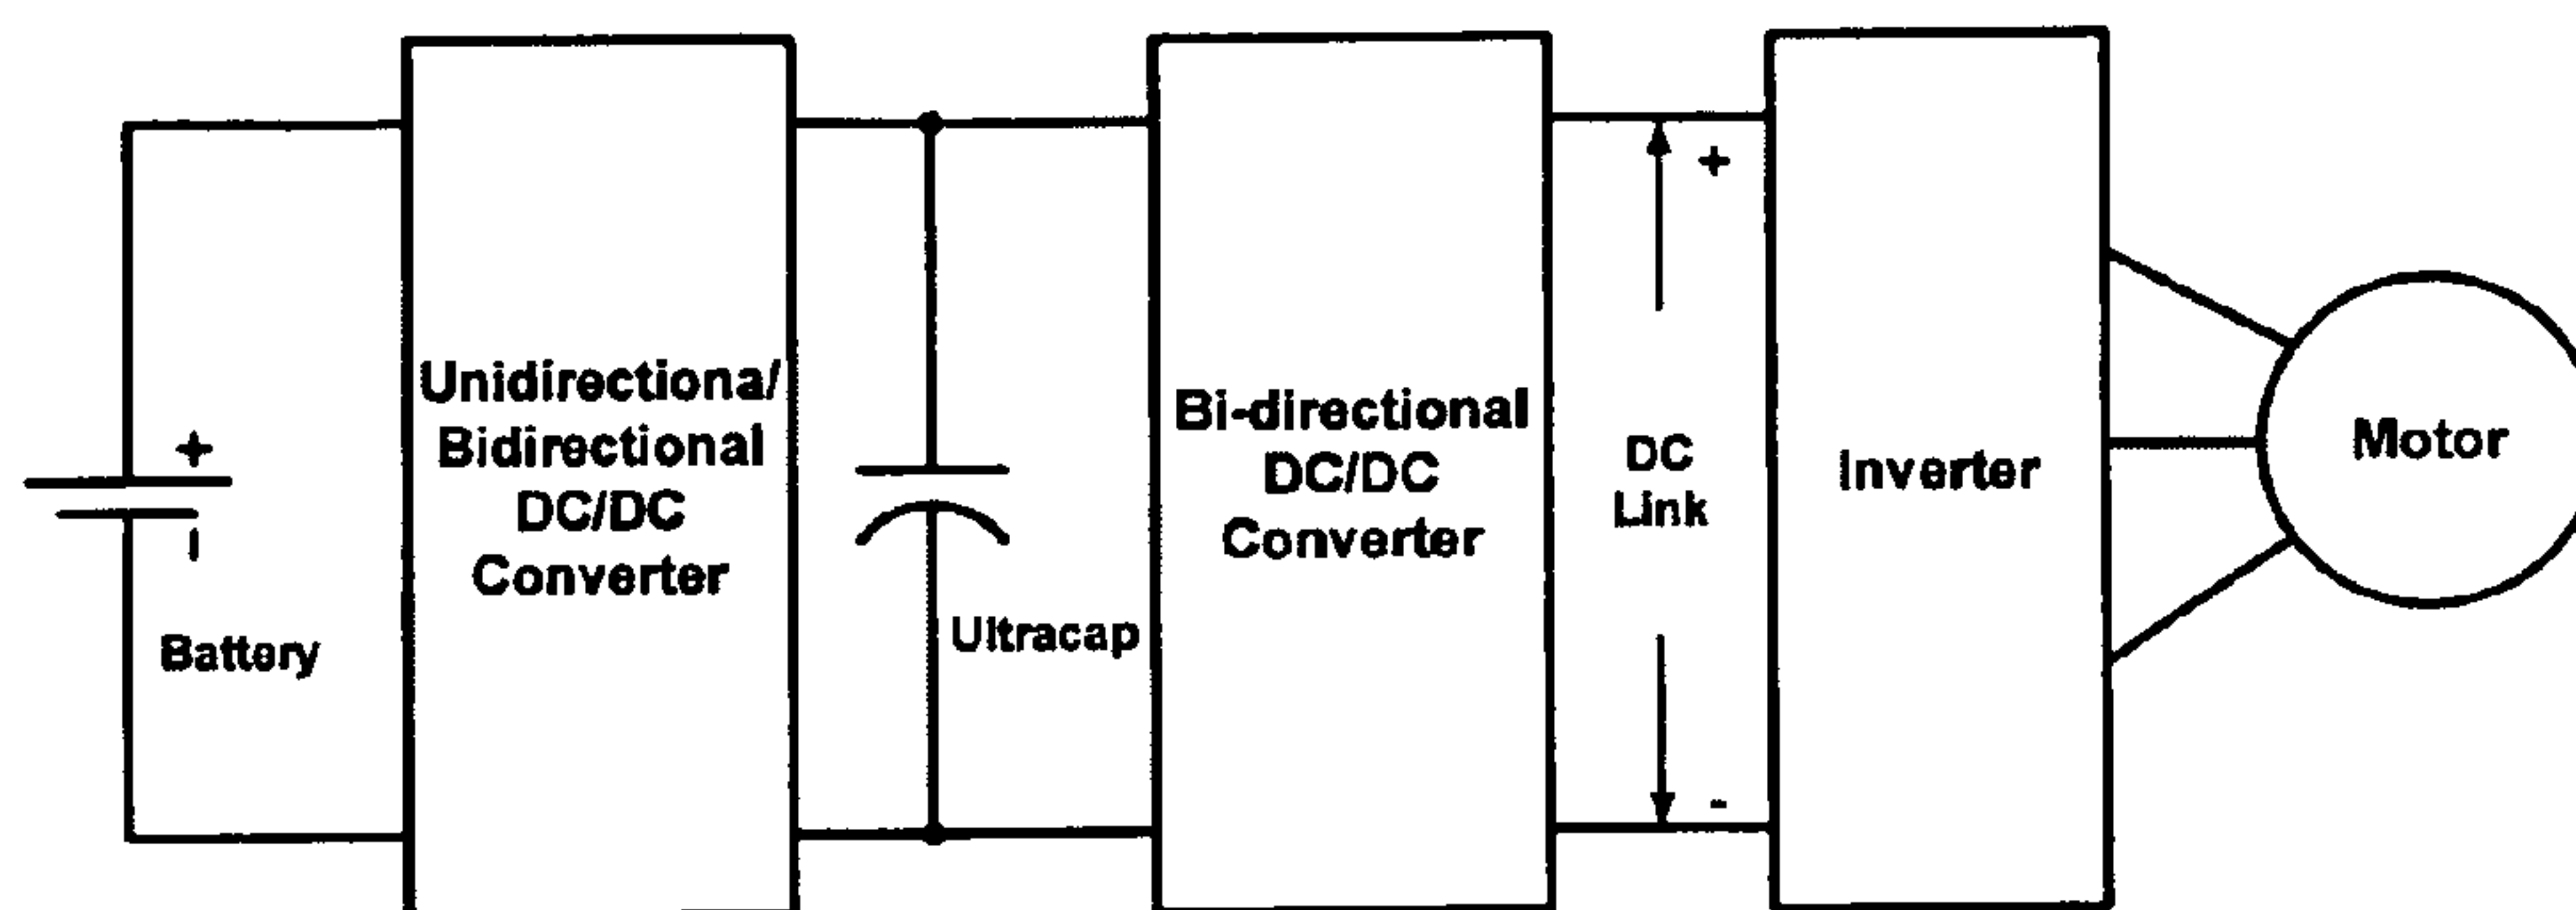 +
-
Battery
Unidirectiona/
Bidirectional
DC/DC
Converter
Ultracap
Bi-directional
DC/DC
Converter
+
DC
Link
-
Inverter
Motor